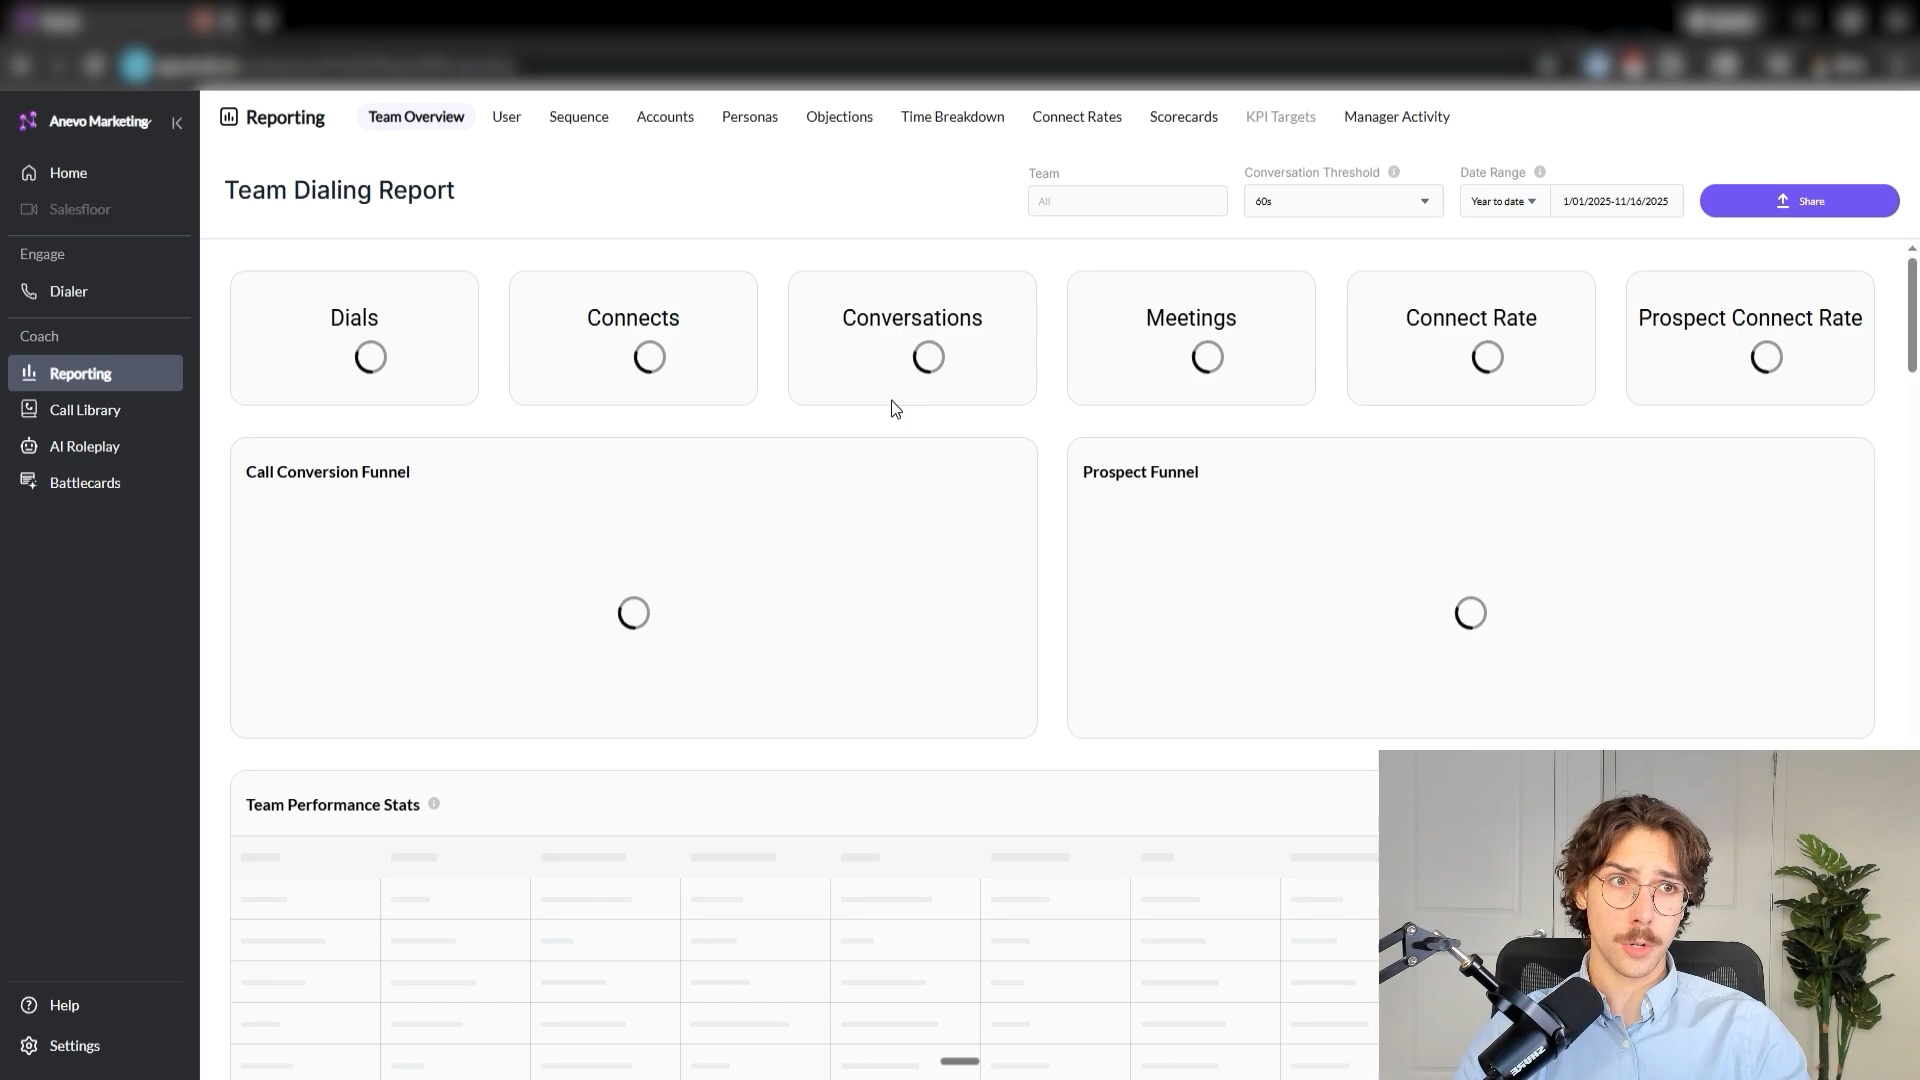 Anevo Marketing
Home
Salesfloor
Engage
Dialer
Coach
Reporting
Call Library
AI Roleplay
Battlecards
Help
Settings
Reporting
Team Overview
User
Sequence
Accounts
Personas
Objections
Time Breakdown
Connect Rates
Scorecards
KPI Targets
Manager Activity
Team Dialing Report
Team
All
Conversation Threshold
60s
Date Range
Year to date
1/01/2025-11/16/2025
Share
Dials
Connects
Conversations
Meetings
Connect Rate
Prospect Connect Rate
Call Conversion Funnel
Prospect Funnel
Team Performance Stats
SHURE